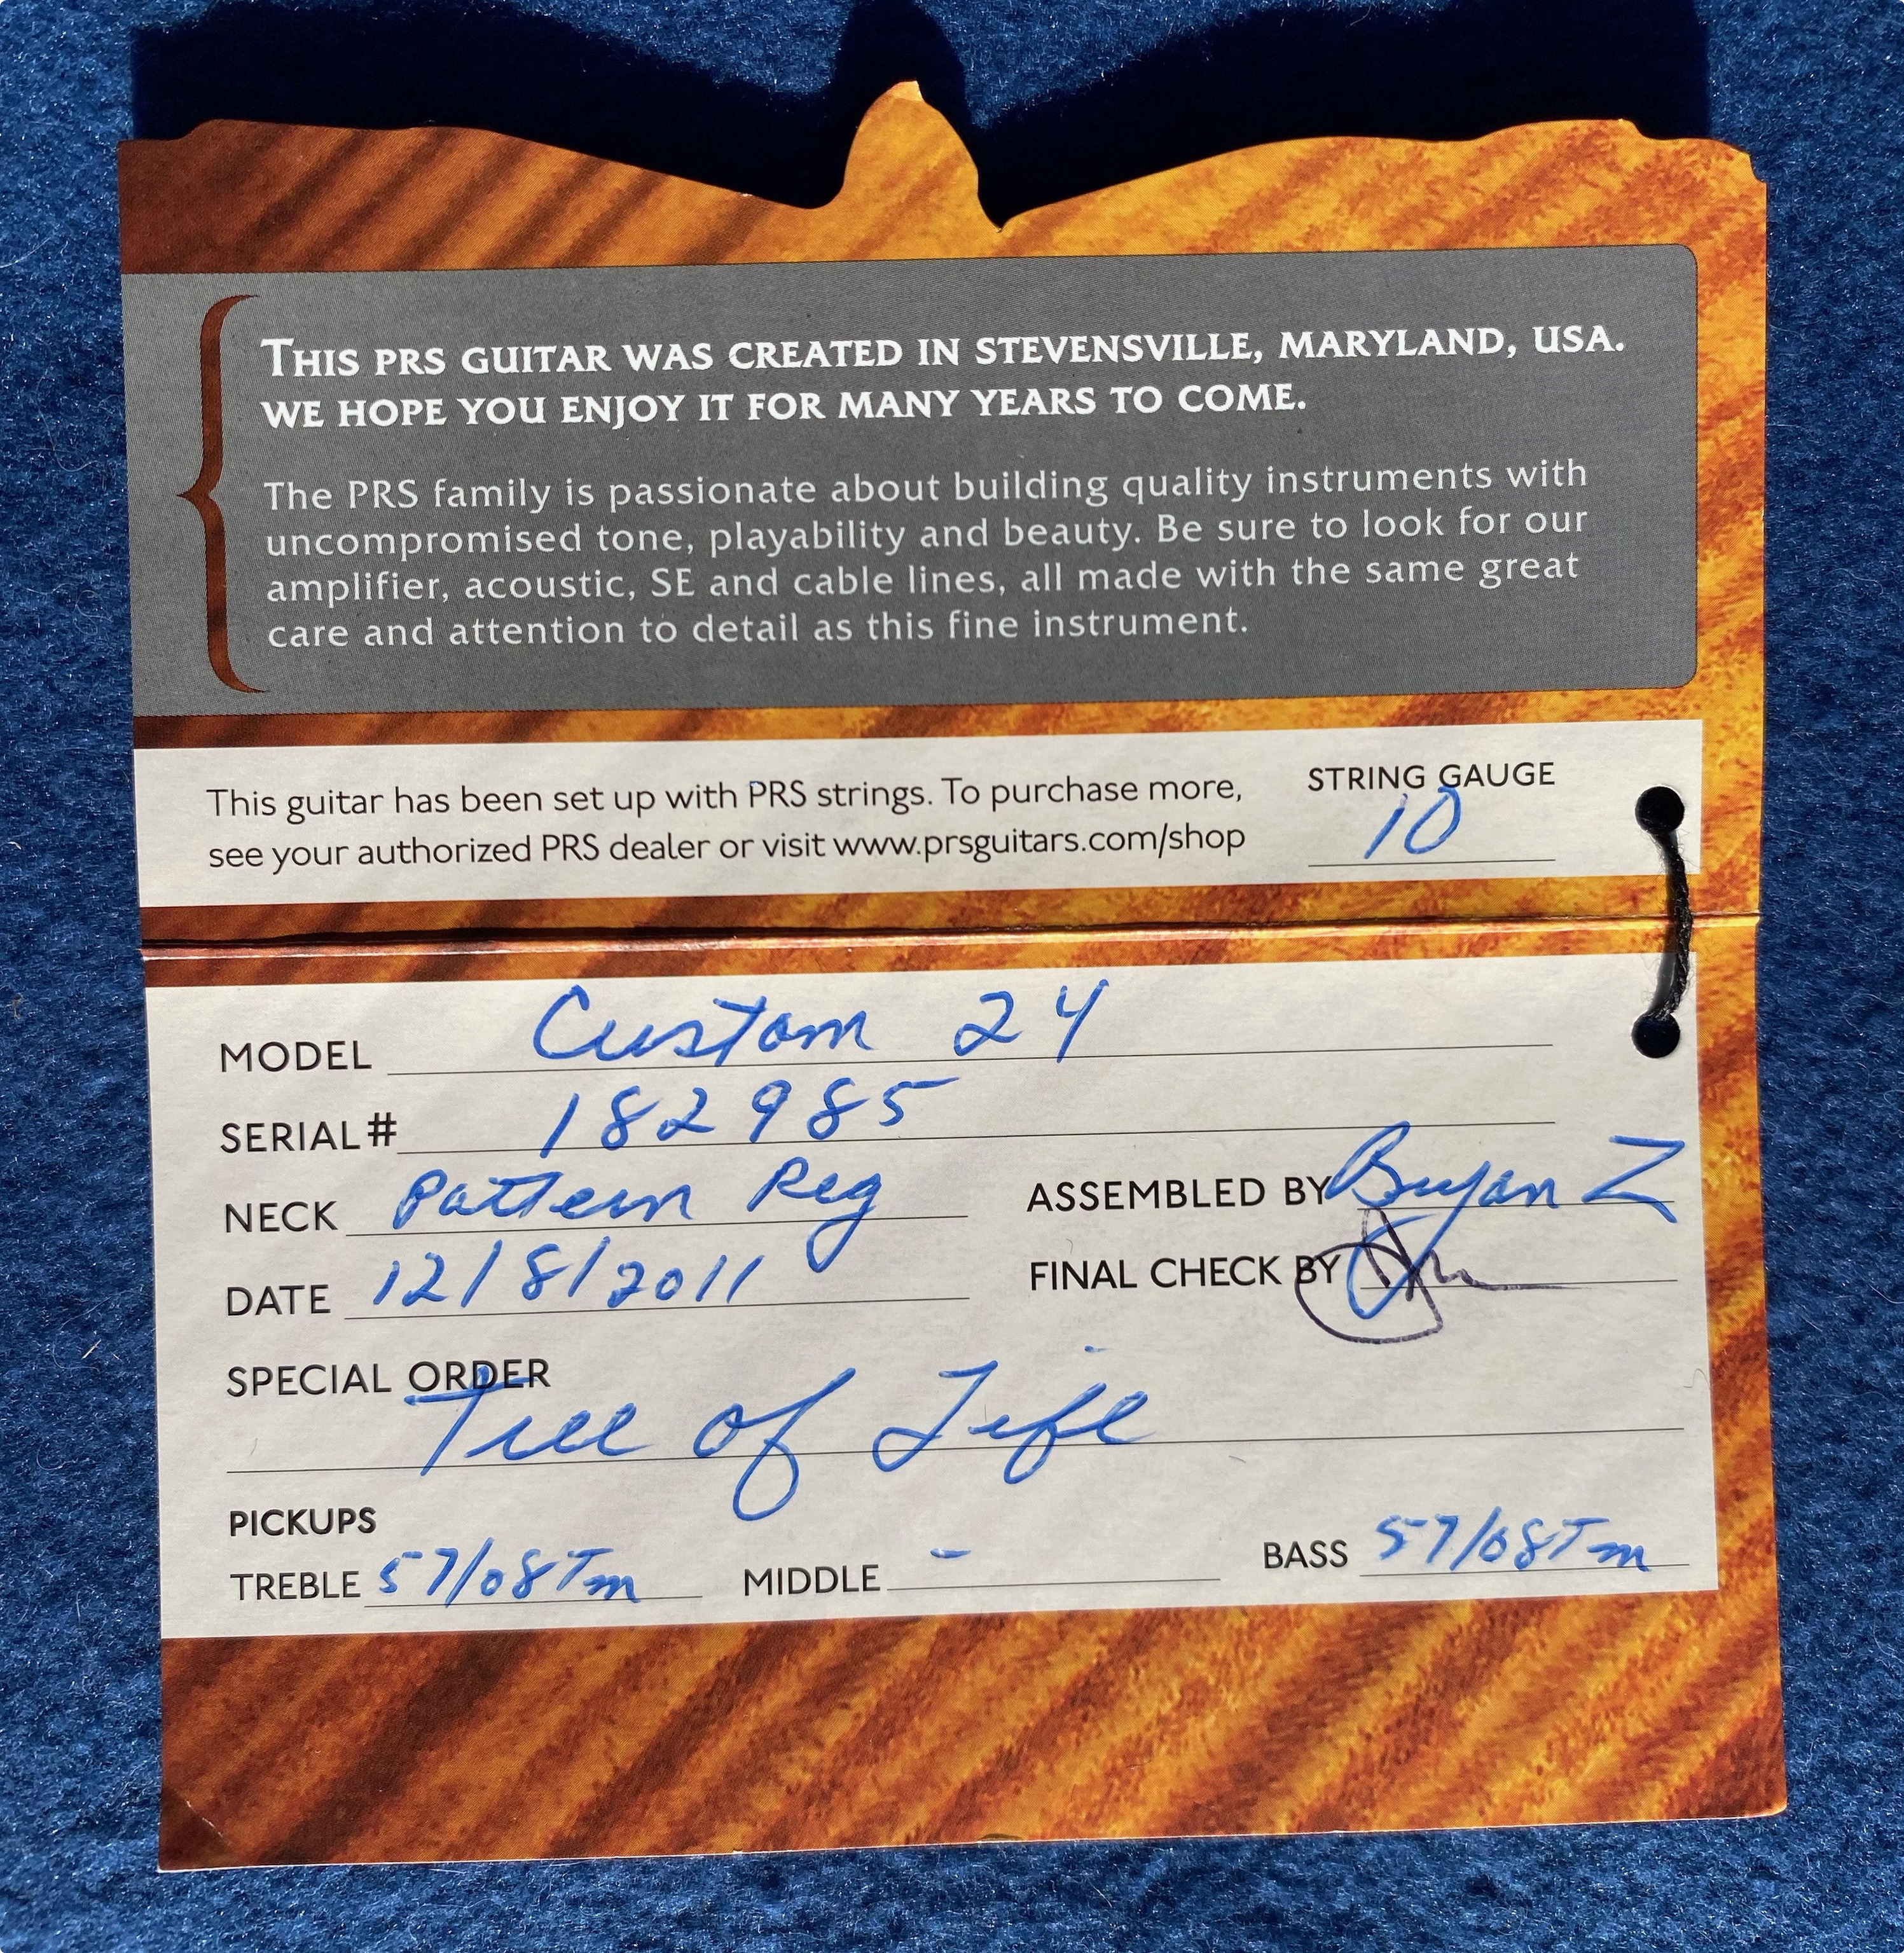 THIS PRS GUITAR WAS CREATED IN STEVENSVILLE, MARYLAND, USA.
WE HOPE YOU ENJOY IT FOR MANY YEARS TO COME.
The PRS family is passionate about building quality instruments with
uncompromised tone, playability and beauty. Be sure to look for our
amplifier, acoustic, SE and cable lines, all made with the same great
care and attention to detail as this fine instrument.
This guitar has been set up with PRS strings. To purchase more,
see your authorized PRS dealer or visit www.prsguitars.com/shop
STRING GAUGE
10
MODEL Custom 24
SERIAL# 182985
NECK Pattern Reg
ASSEMBLED BY Bryan Z
DATE 12/8/2011
FINAL CHECK BY
SPECIAL ORDER
Tree of Life
PICKUPS
TREBLE 57/08Tm MIDDLE - BASS 57/08Tm